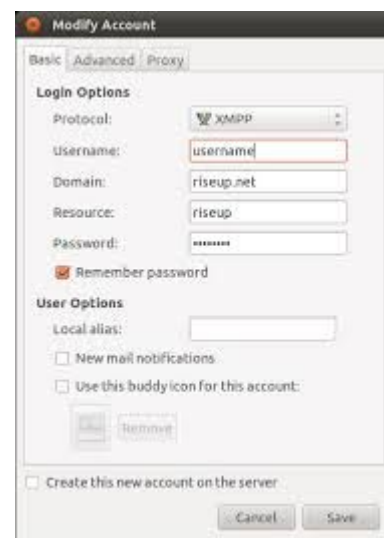 Modify Account
Basic Advanced Proxy
Login Options
Protocol: XMPP
Username: username
Domain: riseup.net
Resource: riseup
Password: ••••••••
Remember password
User Options
Local alias:
New mail notifications
Use this buddy icon for this account:
Remove
Create this new account on the server
Cancel Save